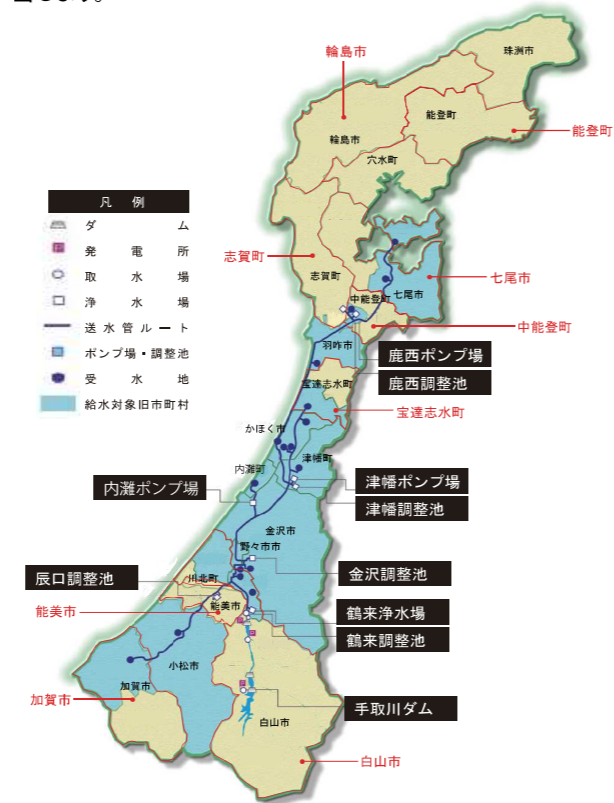 珠洲市
輪島市
能登町
能登町
輪島市
穴水町
凡例
ダム
発電所
取水場
浄水場
送水管ルート
ポンプ場・調整池
受水地
給水対象旧市町村
志賀町
志賀町
七尾市
七尾市
中能登町
中能登町
羽咋市
鹿西ポンプ場
鹿西調整池
宝達志水町
宝達志水町
かほく市
津幡町
内灘町
内灘ポンプ場
津幡ポンプ場
津幡調整池
金沢市
野々市市
金沢調整池
辰口調整池
川北町
能美市
能美市
鶴来浄水場
鶴来調整池
小松市
加賀市
加賀市
手取川ダム
白山市
白山市